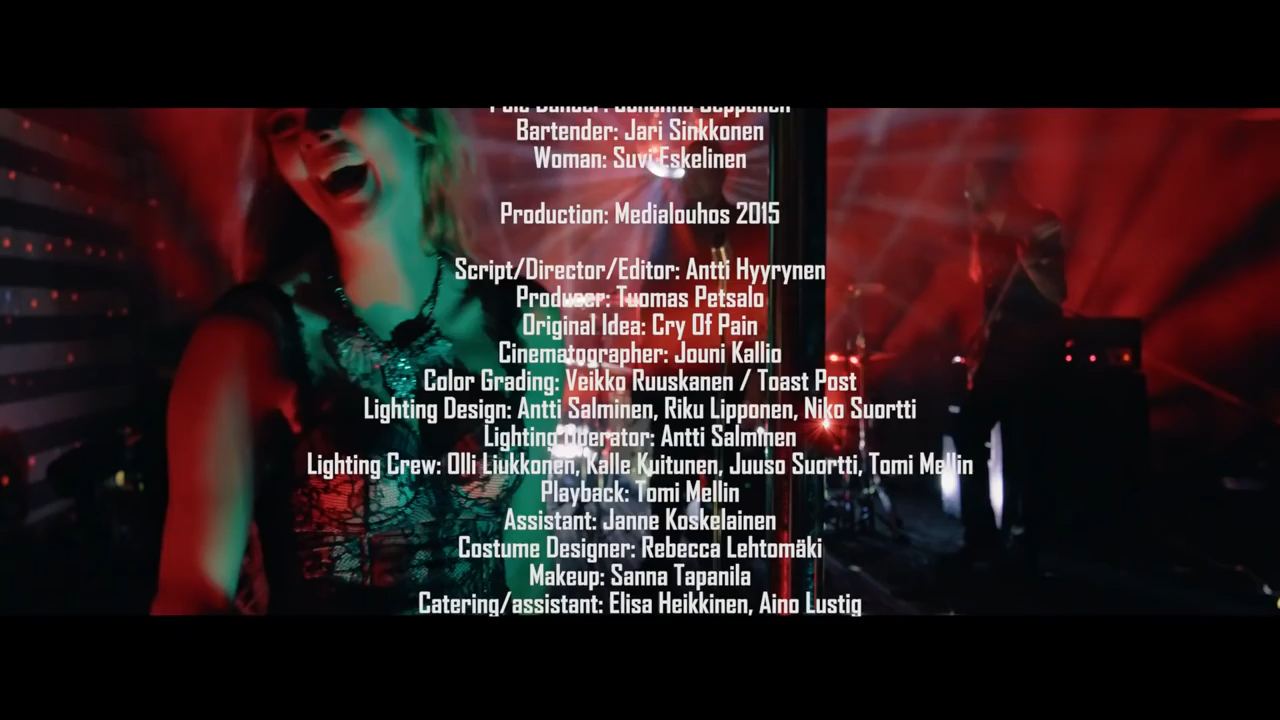 Bartender: Jari Sinkkonen
Woman: Suvi Eskelinen
Production: Medialouhos 2015
Script/Director/Editor: Antti Hyyrynen
Producer: Tuomas Petsalo
Original Idea: Cry Of Pain
Cinematographer: Jouni Kallio
Color Grading: Veikko Ruuskanen / Toast Post
Lighting Design: Antti Salminen, Riku Lipponen, Niko Suortti
Lighting Operator: Antti Salminen
Lighting Crew: Olli Liukkonen, Kalle Kuitunen, Juuso Suortti, Tomi Mellin
Playback: Tomi Mellin
Assistant: Janne Koskelainen
Costume Designer: Rebecca Lehtomäki
Makeup: Sanna Tapanila
Catering/assistant: Elisa Heikkinen, Aino Lustig